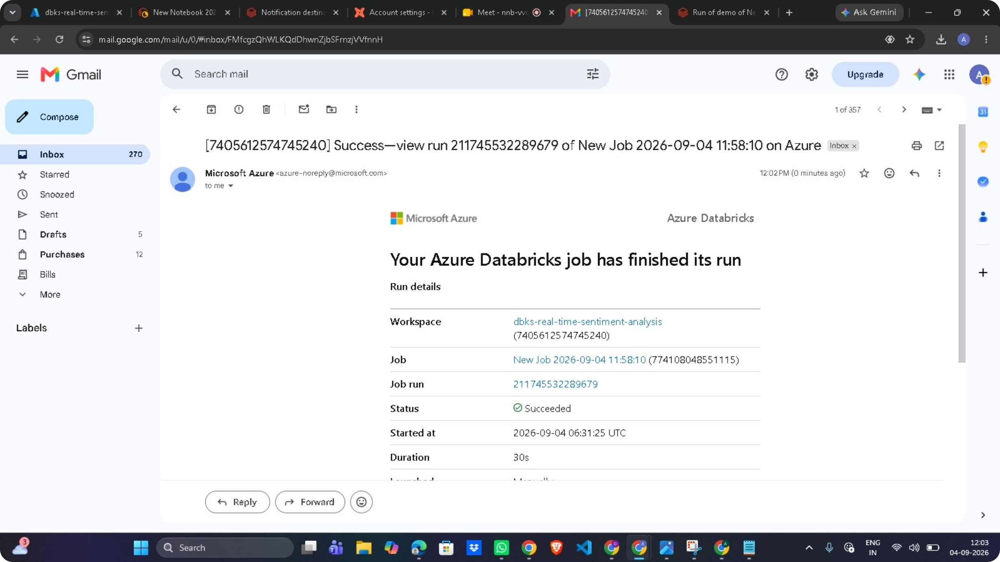 dbks-real-time-sen
New Notebook 202
Notification destina
Account settings -
Meet - nnb-vvc
[7405612574745240
Run of demo of Ne
Ask Gemini
mail.google.com/mail/u/0/#inbox/FMfcgzQhWLKQdDhwnZjbSFrnzjVVfnnH
A
Gmail
Search mail
Upgrade
A
Compose
1 of 357
31
[7405612574745240] Success—view run 211745532289679 of New Job 2026-09-04 11:58:10 on Azure
Inbox ×
Inbox 270
Starred
Snoozed
Sent
Drafts 5
Purchases 12
Bills
More
Labels
Microsoft Azure <azure-noreply@microsoft.com>
12:02 PM (0 minutes ago)
to me
Microsoft Azure
Azure Databricks
Your Azure Databricks job has finished its run
Run details
Workspace dbks-real-time-sentiment-analysis
(7405612574745240)
Job New Job 2026-09-04 11:58:10 (774108048551115)
Job run 211745532289679
Status Succeeded
Started at 2026-09-04 06:31:25 UTC
Duration 30s
Reply
Forward
3
Search
ENG
IN
12:03
04-09-2026